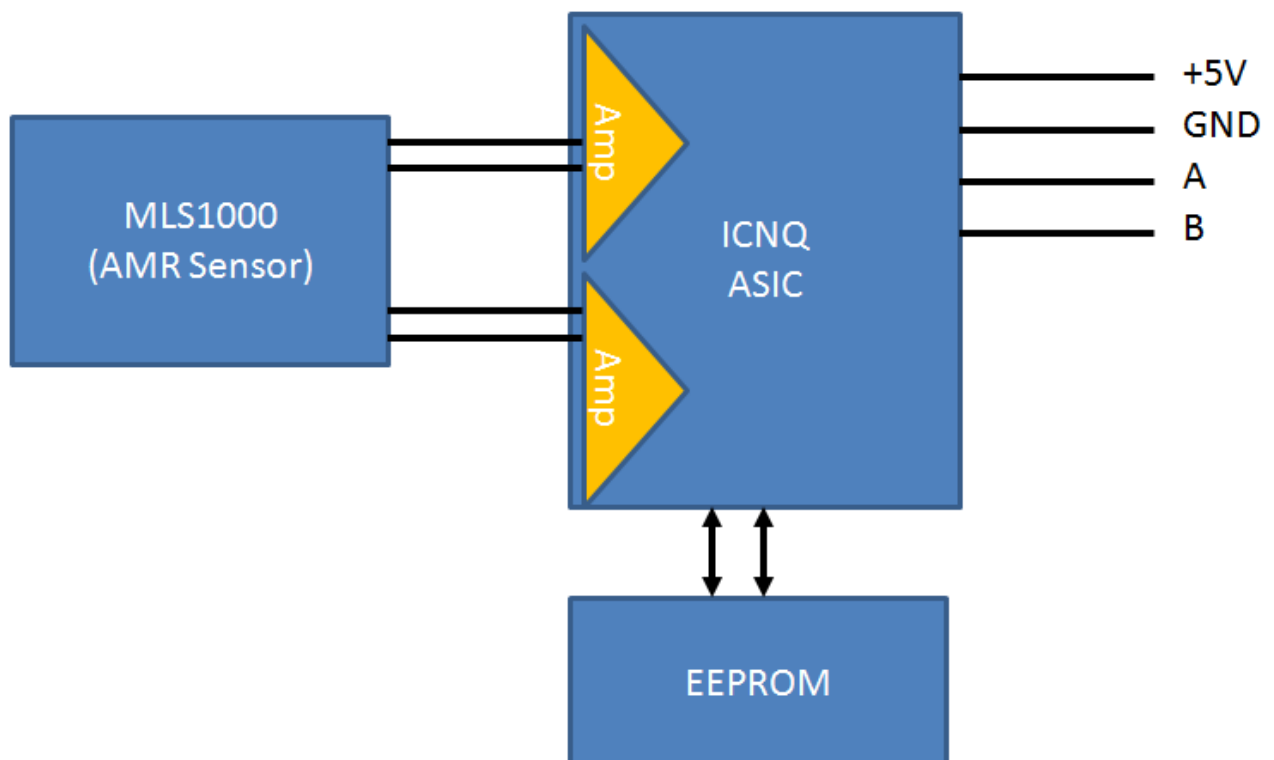 MLS1000
(AMR Sensor)
Amp
Amp
ICNQ
ASIC
+5V
GND
A
B
EEPROM